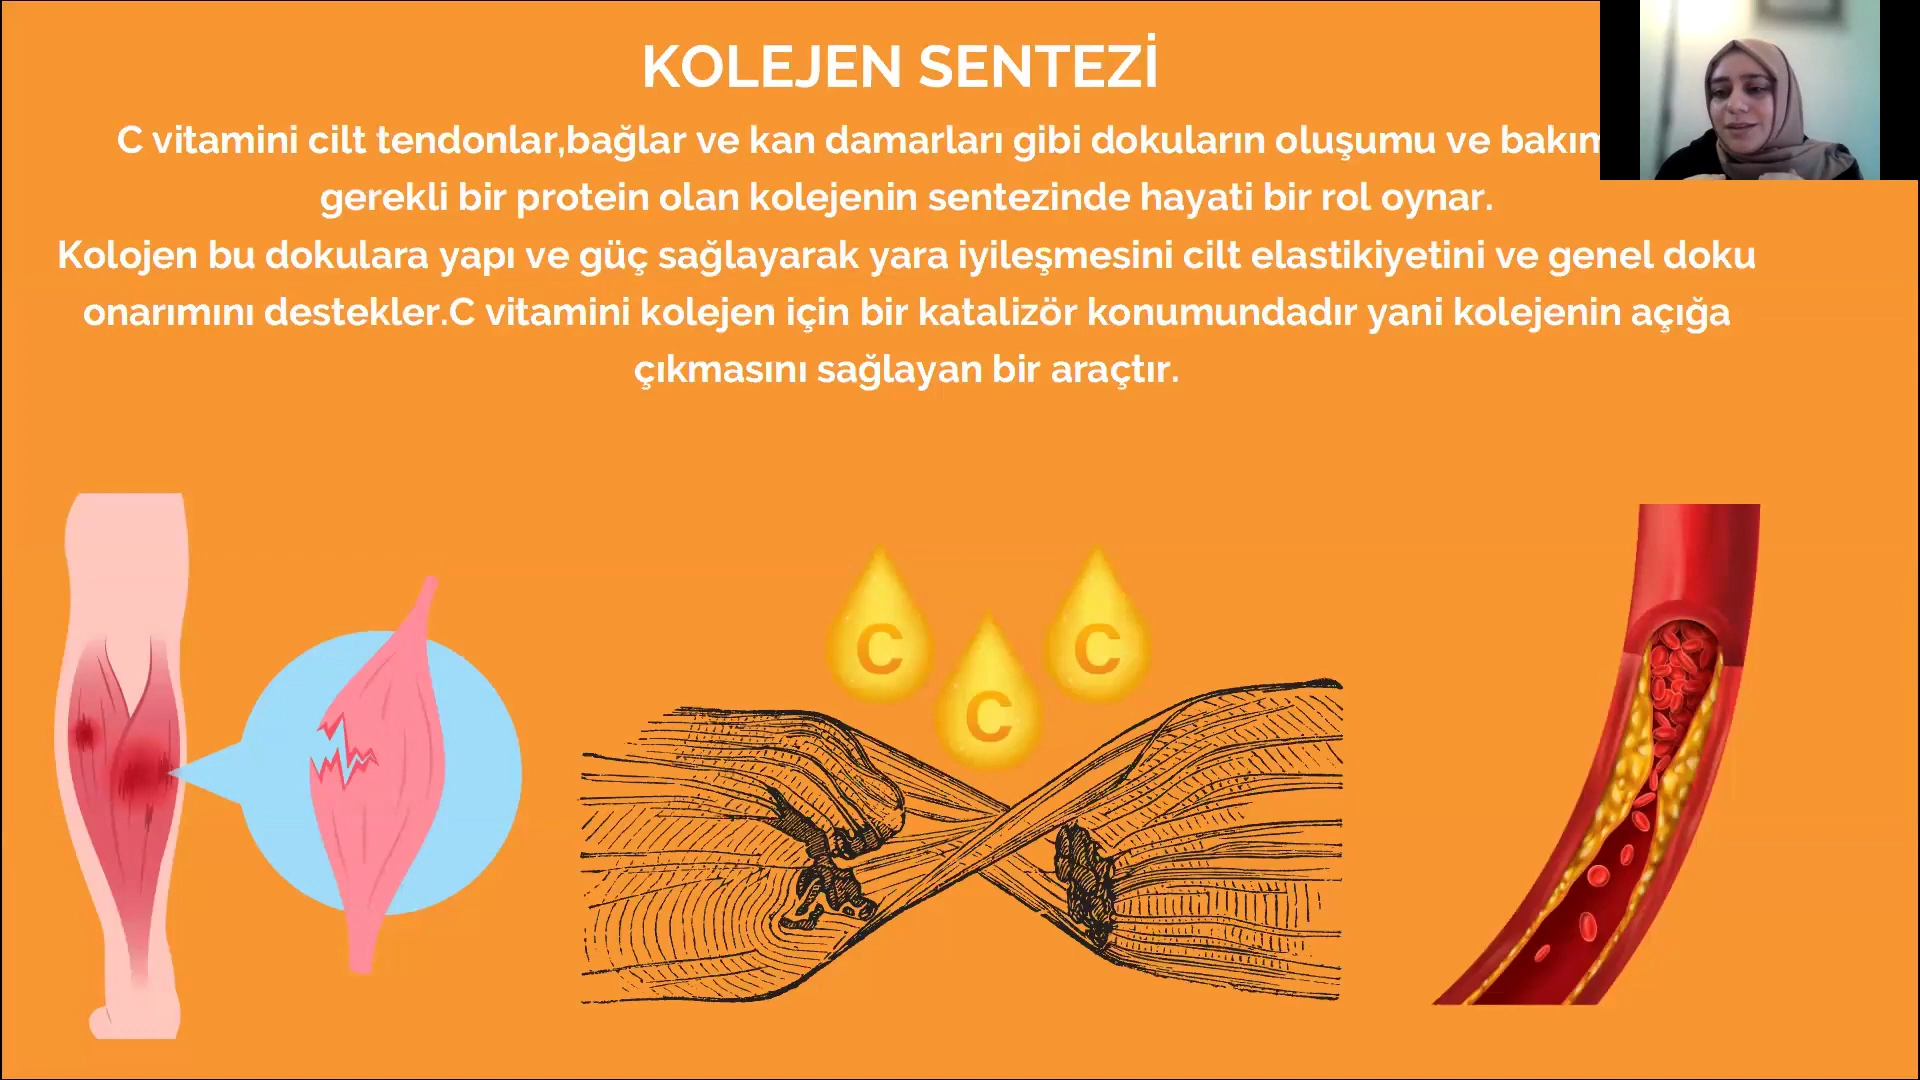 KOLEJEN SENTEZİ
C vitamini cilt tendonlar,bağlar ve kan damarları gibi dokuların oluşumu ve
gerekli bir protein olan kolejenin sentezinde hayati bir rol oynar.
Kolojen bu dokulara yapı ve güç sağlayarak yara iyileşmesini cilt elastikiyetini ve genel doku
onarımını destekler.C vitamini kolejen için bir katalizör konumundadır yani kolejenin açığa
çıkmasını sağlayan bir araçtır.
C
C
C